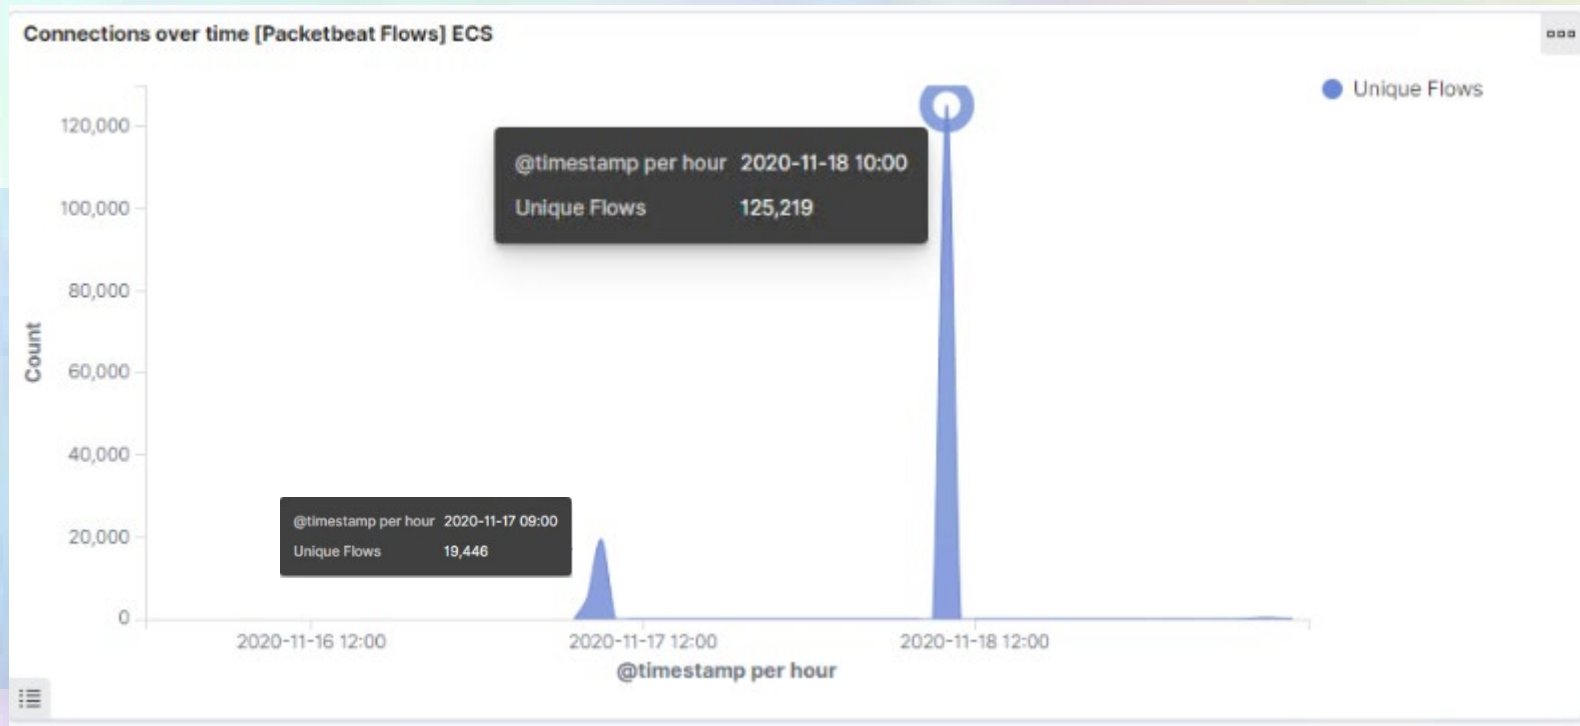 Connections over time [Packetbeat Flows] ECS
Unique Flows
120,000
100,000
80,000
60,000
40,000
20,000
0
Count
@timestamp per hour 2020-11-18 10:00
Unique Flows 125,219
@timestamp per hour 2020-11-17 09:00
Unique Flows 19,446
2020-11-16 12:00 2020-11-17 12:00 2020-11-18 12:00
@timestamp per hour